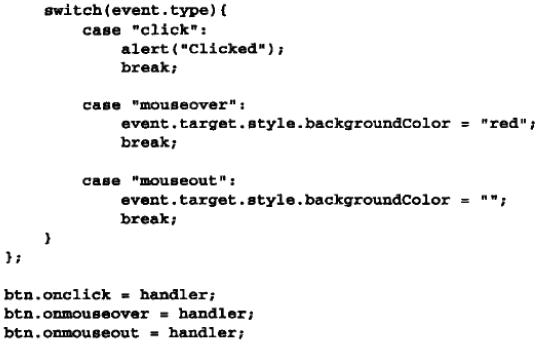 switch(event.type){
        case "click":
            alert("Clicked");
            break;

        case "mouseover":
            event.target.style.backgroundColor = "red";
            break;

        case "mouseout":
            event.target.style.backgroundColor = "";
            break;
    }
};

btn.onclick = handler;
btn.onmouseover = handler;
btn.onmouseout = handler;